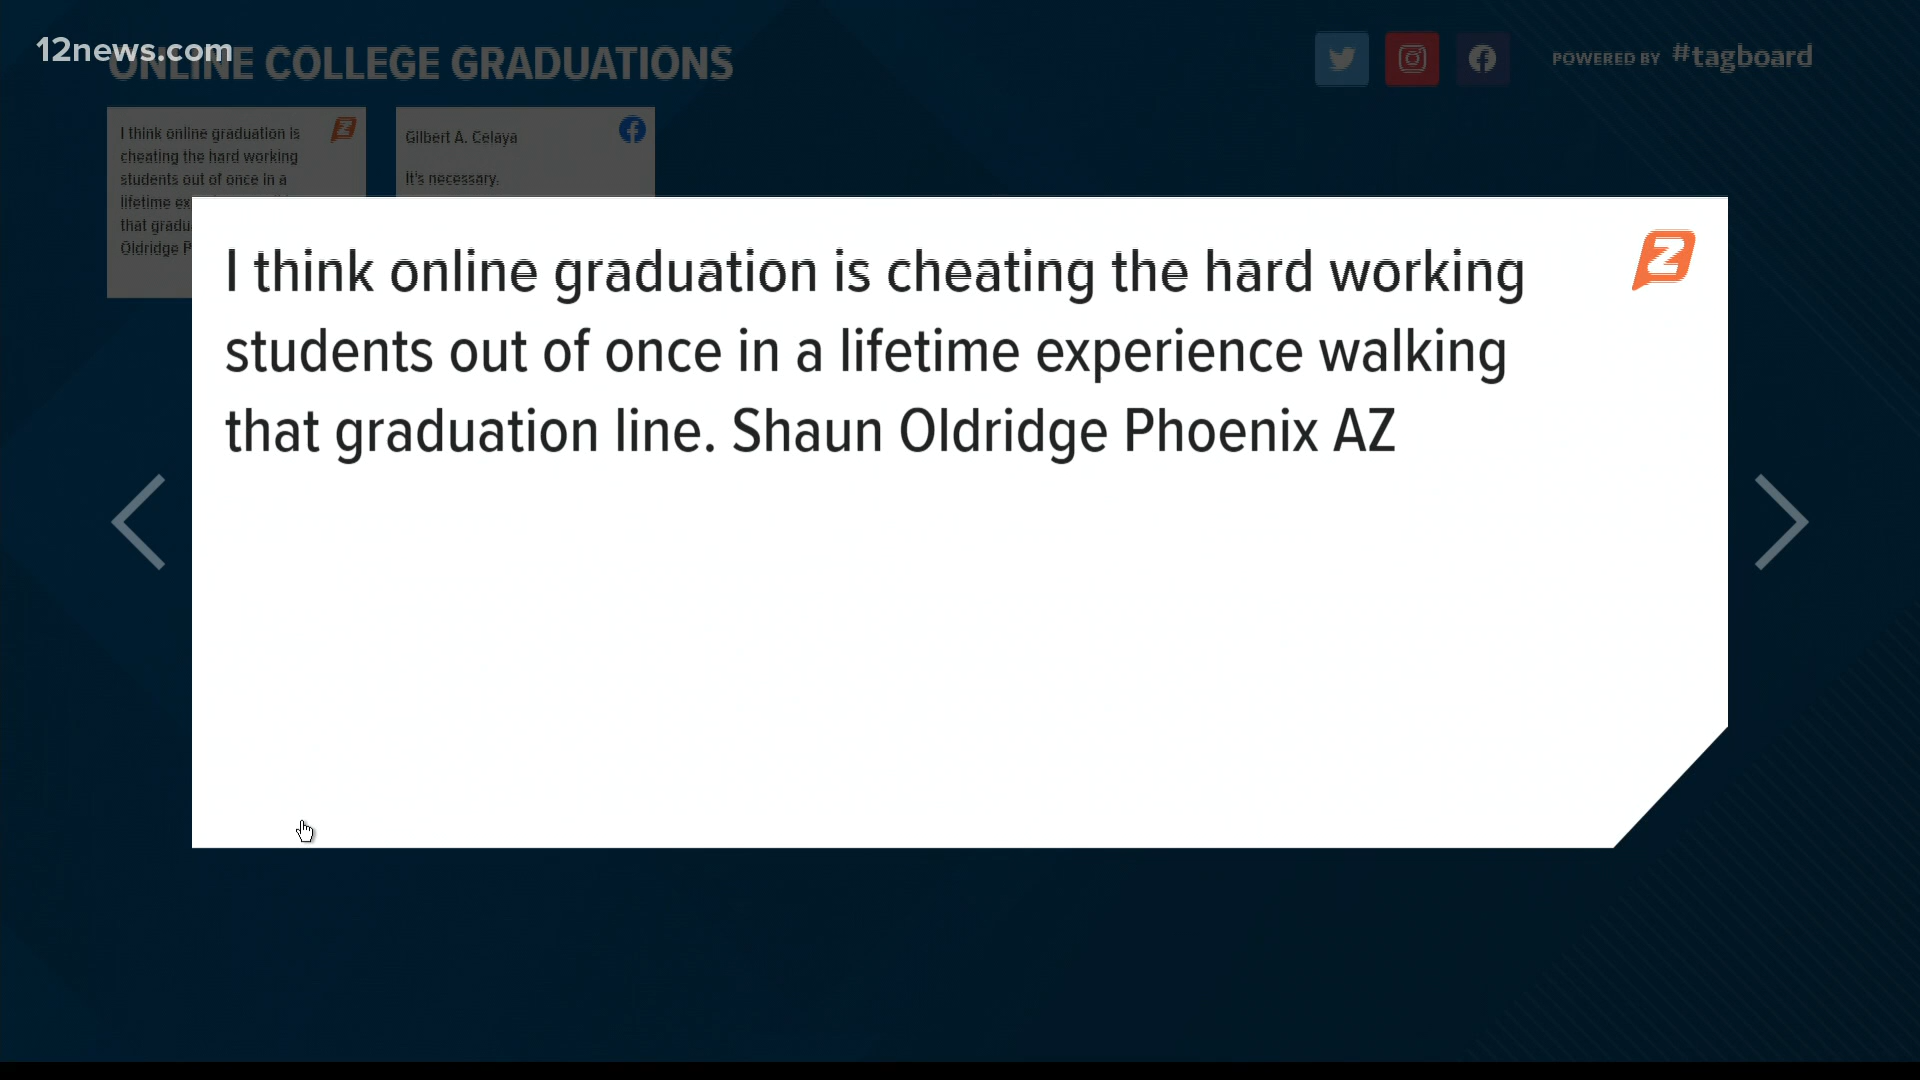 12news.com
ONLINE COLLEGE GRADUATIONS
POWERED BY #tagboard
I think online graduation is
cheating the hard working
students out of once in a
lifetime
that
Oldridge
Gilbert A. Celaya
It's necessary.
I think online graduation is cheating the hard working
students out of once in a lifetime experience walking
that graduation line. Shaun Oldridge Phoenix AZ